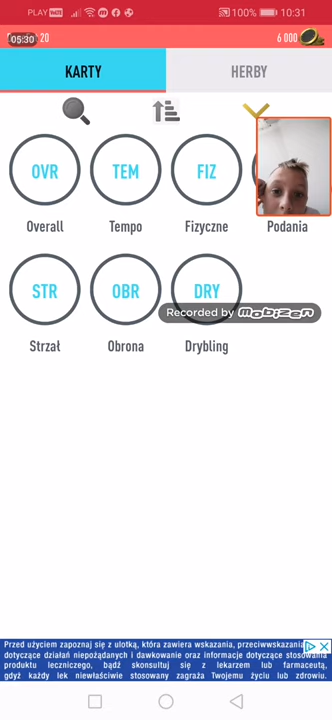 PLAY 100% 10:31
05:30 20 6 000
KARTY HERBY
OVR TEM FIZ
Overall Tempo Fizyczne Podania
STR OBR DRY
Recorded by mobizen
Strzał Obrona Drybling
Przed użyciem zapoznaj się z ulotką, która zawiera wskazania, przeciwwskazania
dotyczące działań niepożądanych i dawkowanie oraz informacje dotyczące stosowania
produktu leczniczego, bądź skonsultuj się z lekarzem lub farmaceutą,
gdyż każdy lek niewłaściwie stosowany zagraża Twojemu życiu lub zdrowiu.